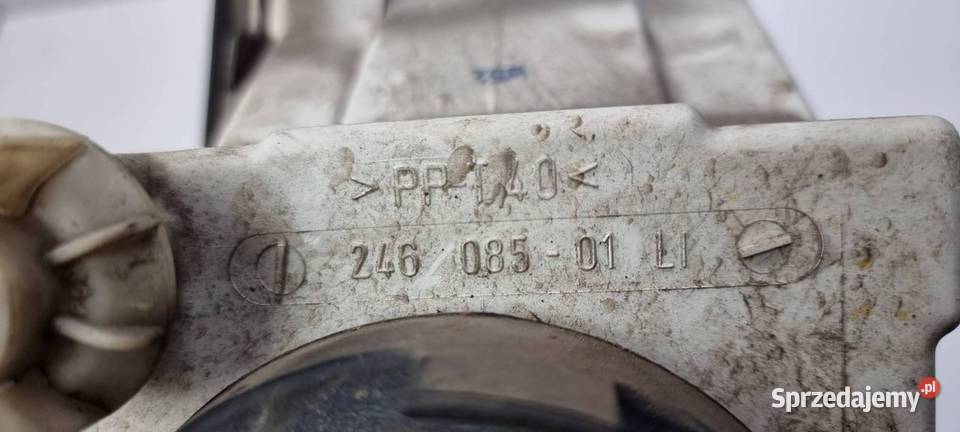 >PP-T40<
246 085-01 LI
Sprzedajemy.pl